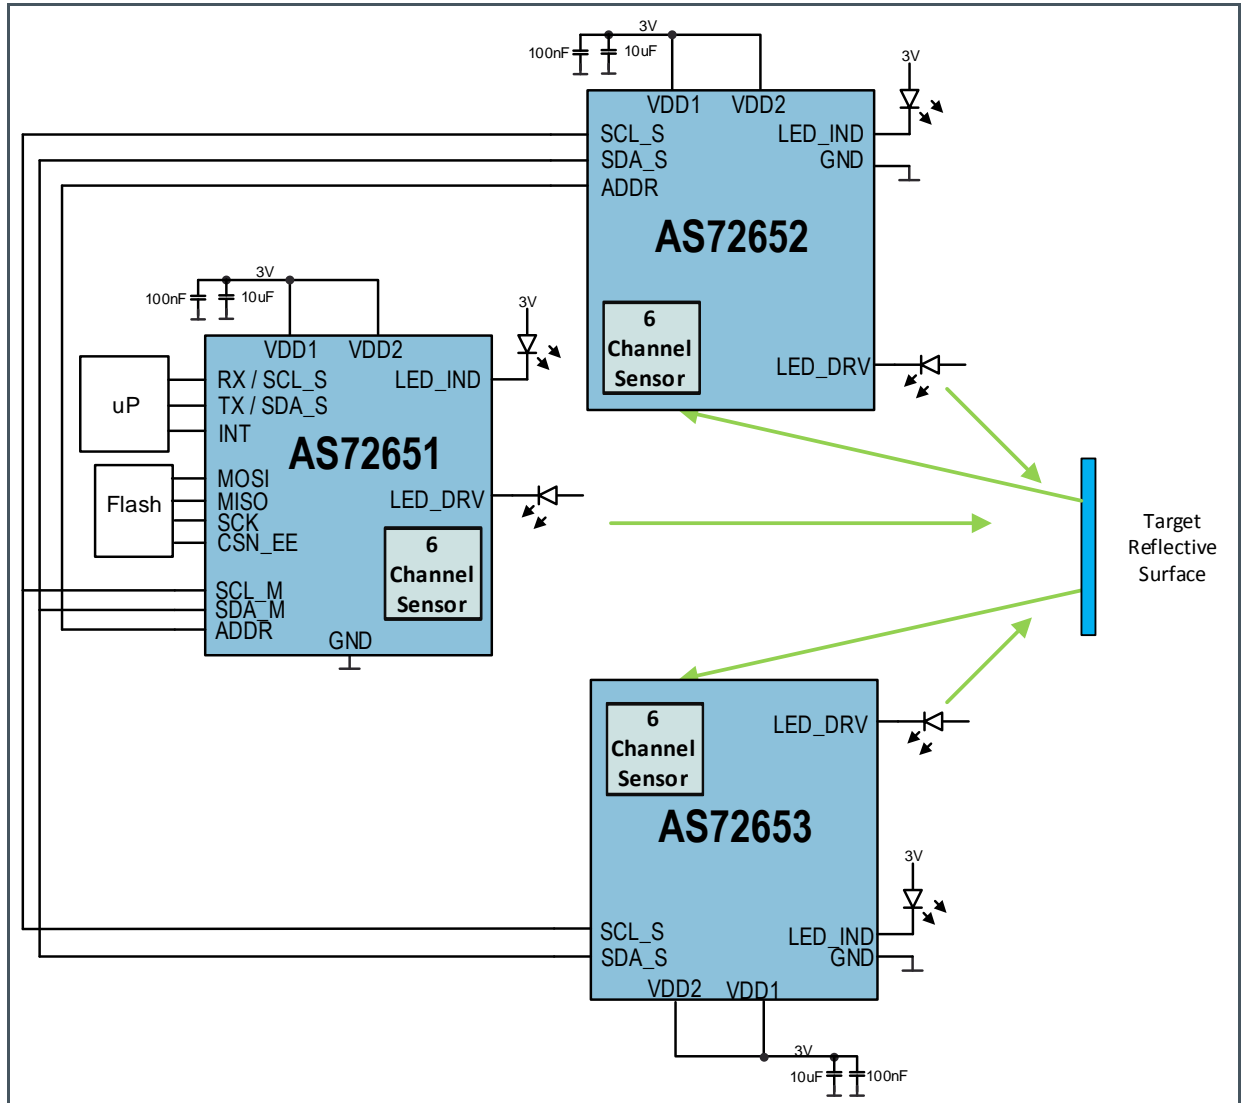 3V
100nF
10uF
3V
VDD1
VDD2
SCL_S
LED_IND
SDA_S
GND
ADDR
AS72652
3V
100nF
10uF
3V
6
Channel
Sensor
LED_DRV
VDD1
VDD2
RX / SCL_S
LED_IND
uP
TX / SDA_S
INT
AS72651
MOSI
Flash
MISO
LED_DRV
SCK
CSN_EE
6
Channel
Sensor
SCL_M
SDA_M
ADDR
GND
Target
Reflective
Surface
6
Channel
Sensor
LED_DRV
AS72653
3V
SCL_S
LED_IND
SDA_S
GND
VDD2
VDD1
3V
10uF
100nF